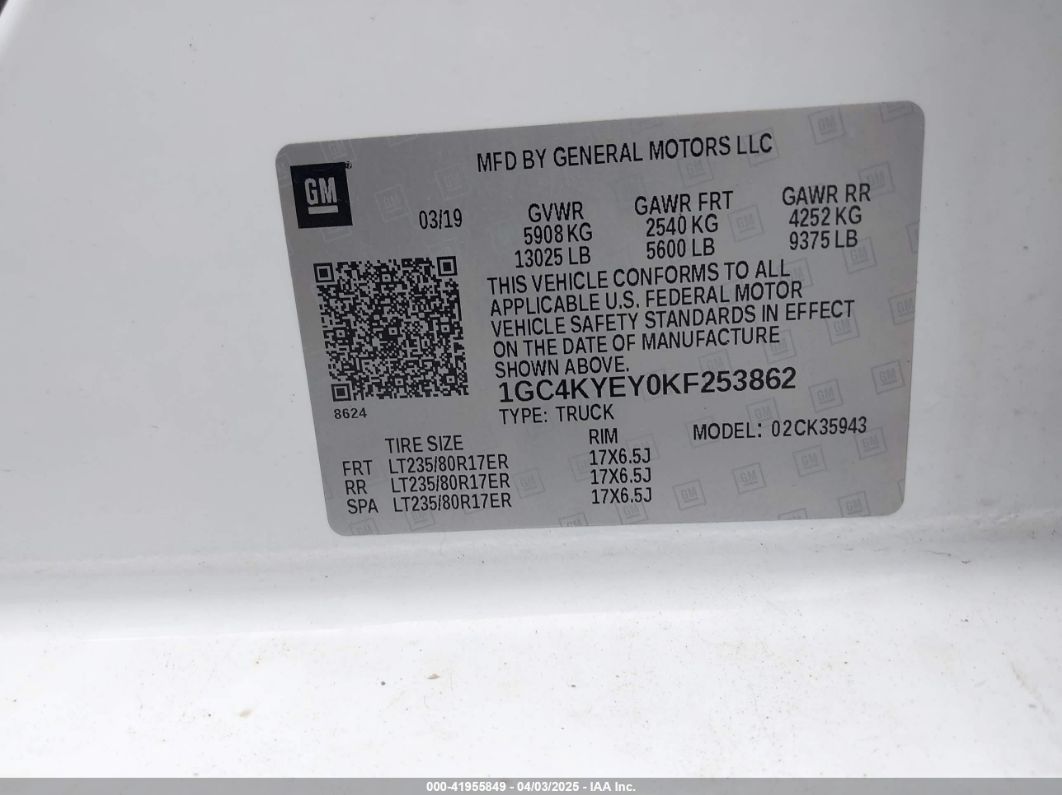 MFD BY GENERAL MOTORS LLC
GM
03/19
GVWR
5908 KG
13025 LB
GAWR FRT
2540 KG
5600 LB
GAWR RR
4252 KG
9375 LB
THIS VEHICLE CONFORMS TO ALL
APPLICABLE U.S. FEDERAL MOTOR
VEHICLE SAFETY STANDARDS IN EFFECT
ON THE DATE OF MANUFACTURE
SHOWN ABOVE.
1GC4KYEY0KF253862
8624
TYPE: TRUCK
MODEL: 02CK35943
TIRE SIZE RIM
FRT LT235/80R17ER 17X6.5J
RR LT235/80R17ER 17X6.5J
SPA LT235/80R17ER 17X6.5J
000-41955849 - 04/03/2025 - IAA Inc.